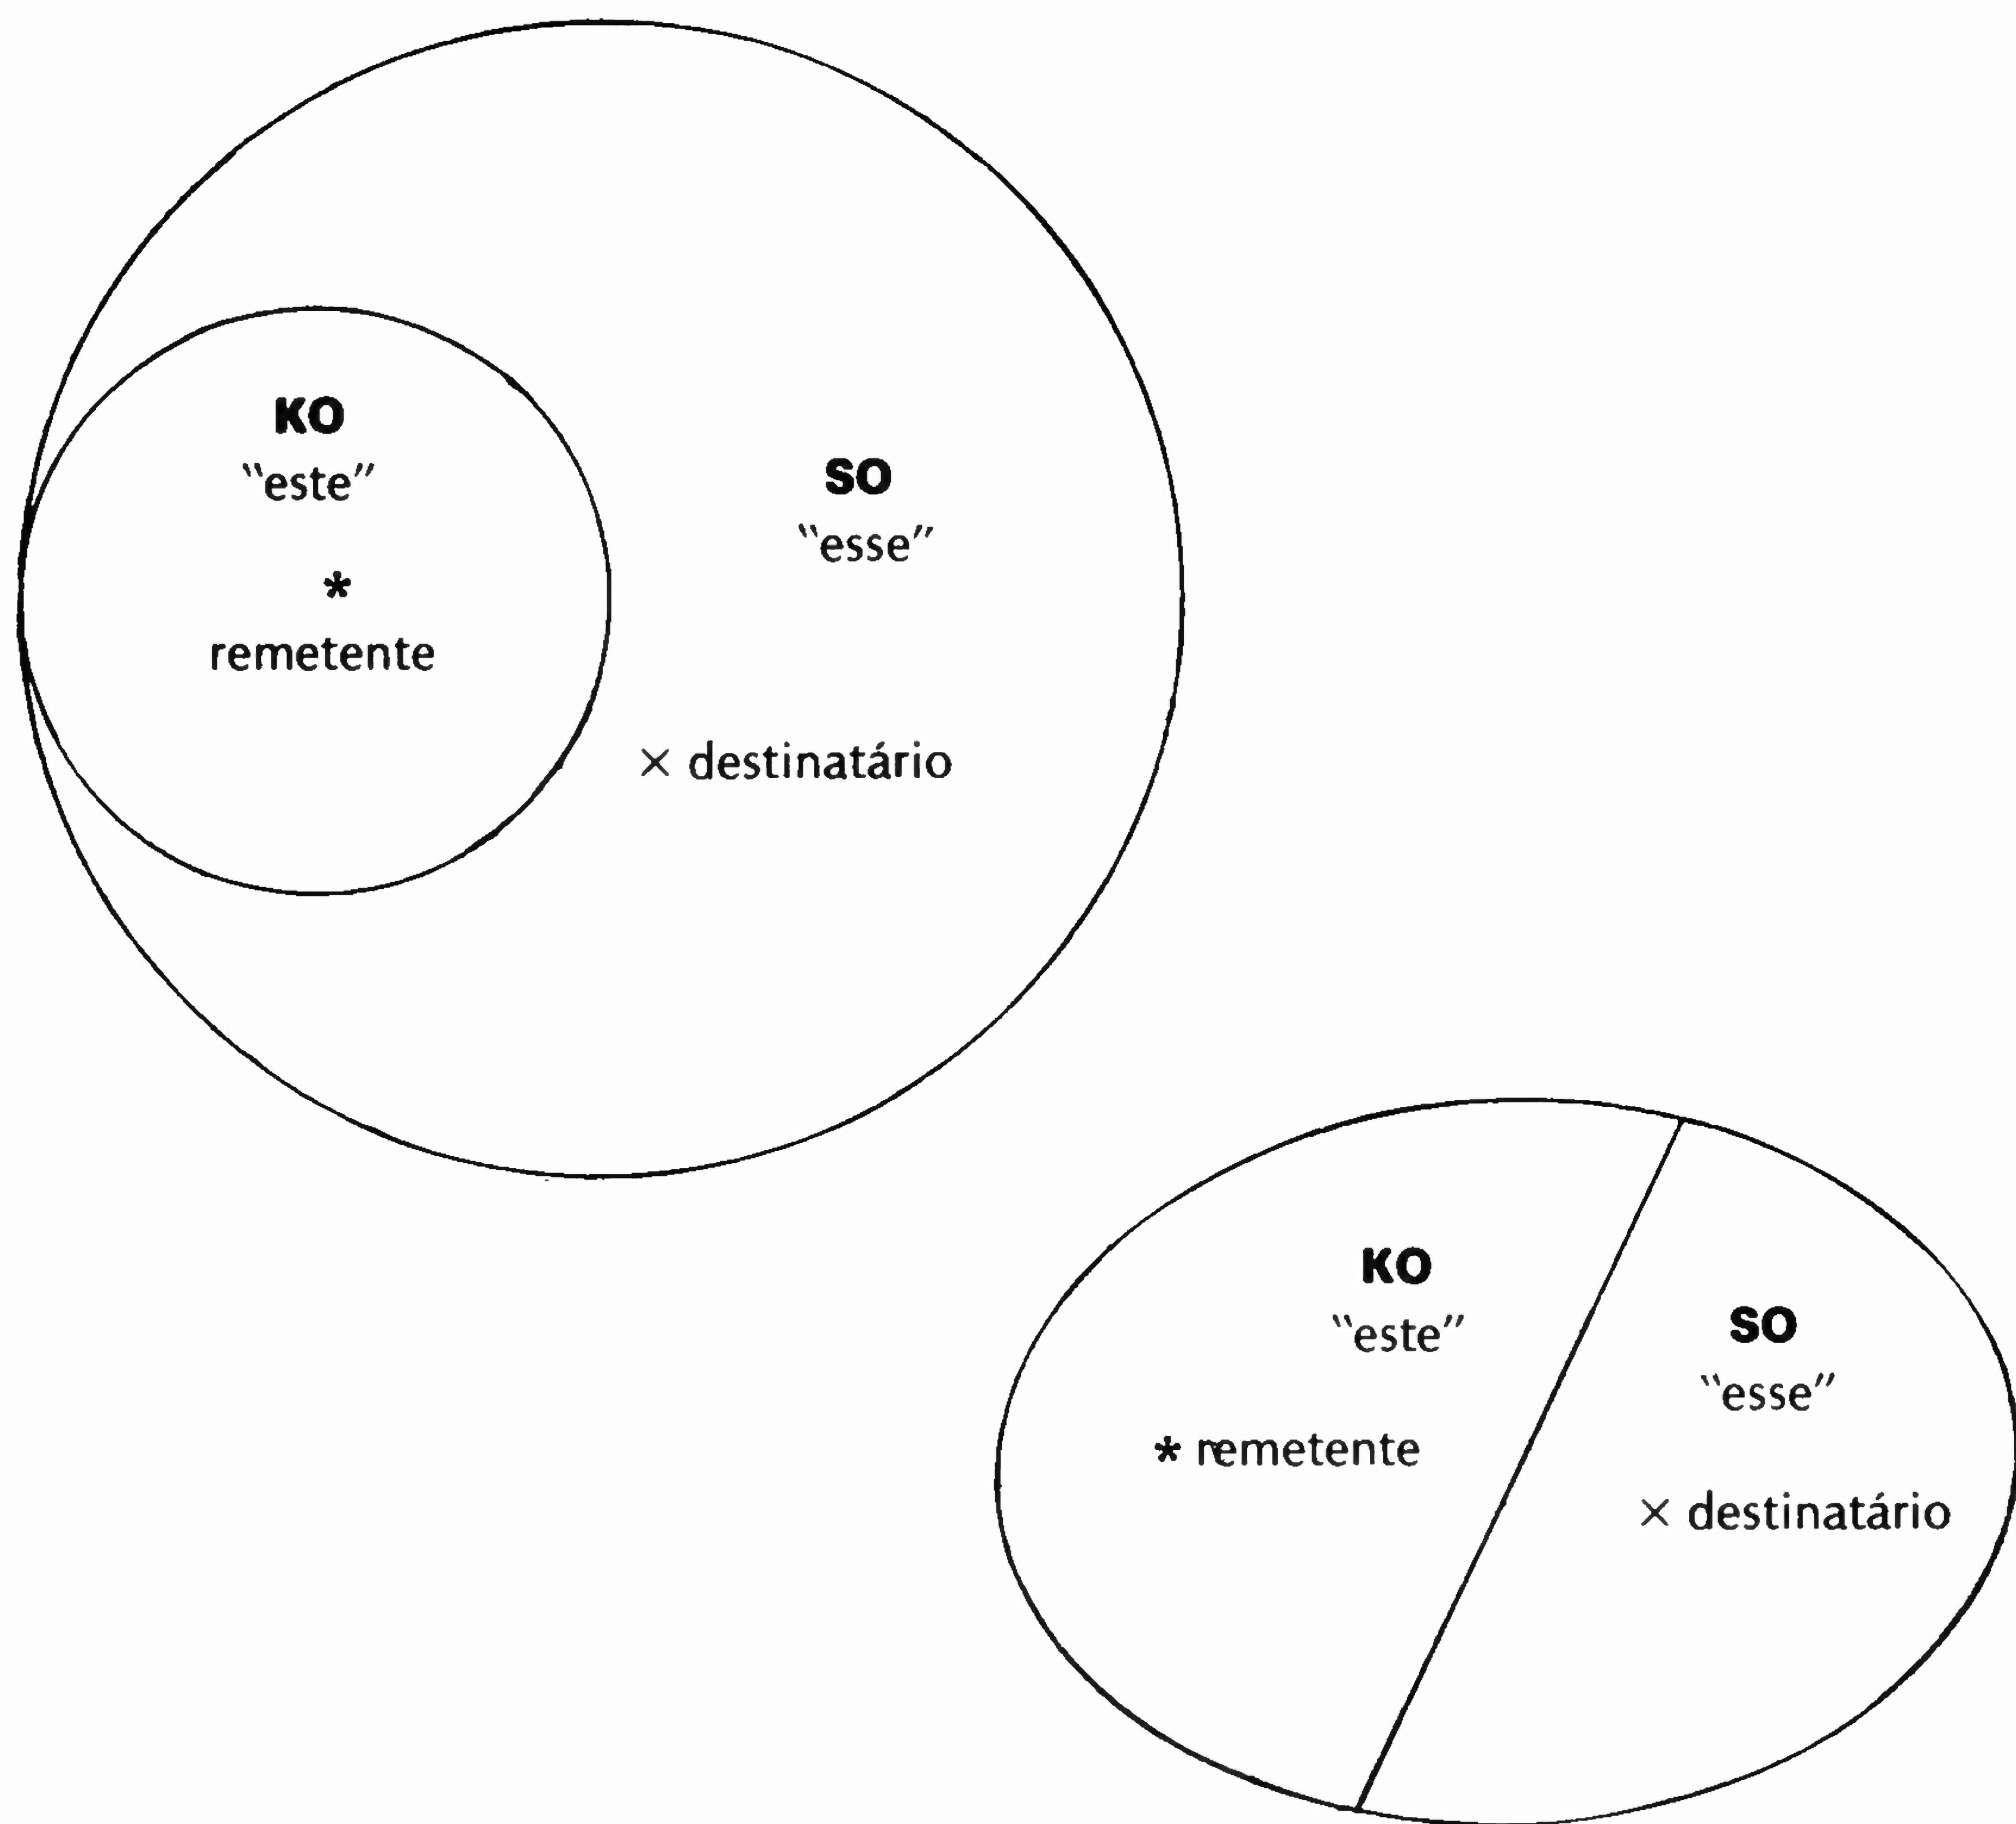 KO
"este"
*
remetente
SO
"esse"
× destinatário
KO
"este"
* remetente
SO
"esse"
× destinatário